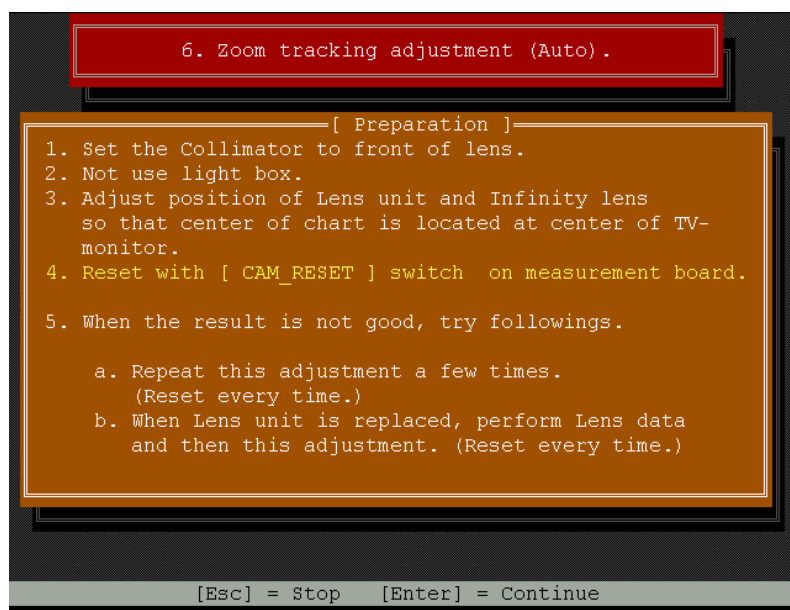 6. Zoom tracking adjustment (Auto).
[ Preparation ]
1. Set the Collimator to front of lens.
2. Not use light box.
3. Adjust position of Lens unit and Infinity lens
so that center of chart is located at center of TV-
monitor.
4. Reset with [ CAM_RESET ] switch  on measurement board.
5. When the result is not good, try followings.
a. Repeat this adjustment a few times.
(Reset every time.)
b. When Lens unit is replaced, perform Lens data
and then this adjustment. (Reset every time.)
[Esc] = Stop    [Enter] = Continue